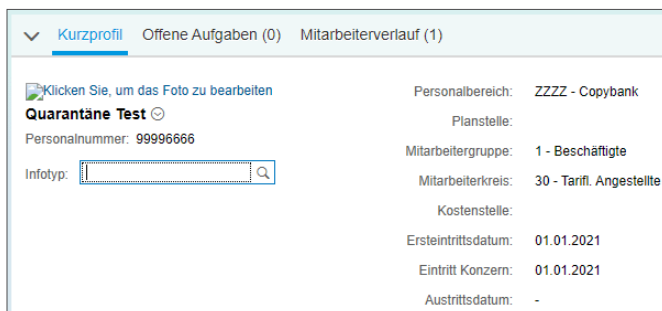 Kurzprofil Offene Aufgaben (0) Mitarbeiterverlauf (1)
Klicken Sie, um das Foto zu bearbeiten
Quarantäne Test
Personalnummer: 99996666
Infotyp:
Personalbereich: ZZZZ - Copybank
Planstelle:
Mitarbeitergruppe: 1 - Beschäftigte
Mitarbeiterkreis: 30 - Tarifl. Angestellte
Kostenstelle:
Ersteintrittsdatum: 01.01.2021
Eintritt Konzern: 01.01.2021
Austrittsdatum: -